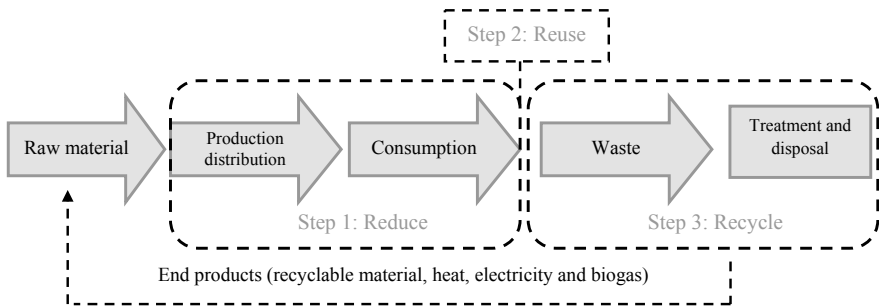 Step 2: Reuse
Raw material
Production
distribution
Consumption
Waste
Treatment and
disposal
Step 1: Reduce
Step 3: Recycle
End products (recyclable material, heat, electricity and biogas)